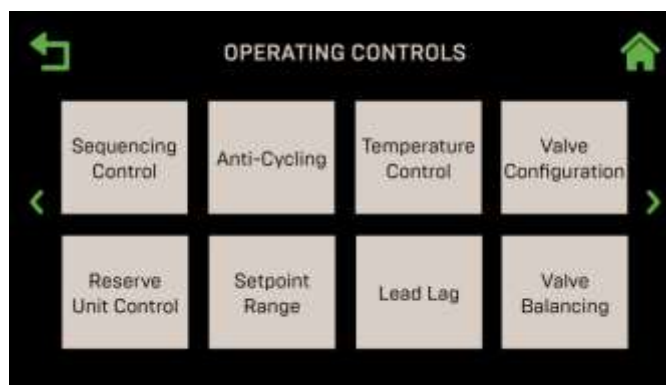 OPERATING CONTROLS
Sequencing
Control
Anti-Cycling
Temperature
Control
Valve
Configuration
Reserve
Unit Control
Setpoint
Range
Lead Lag
Valve
Balancing